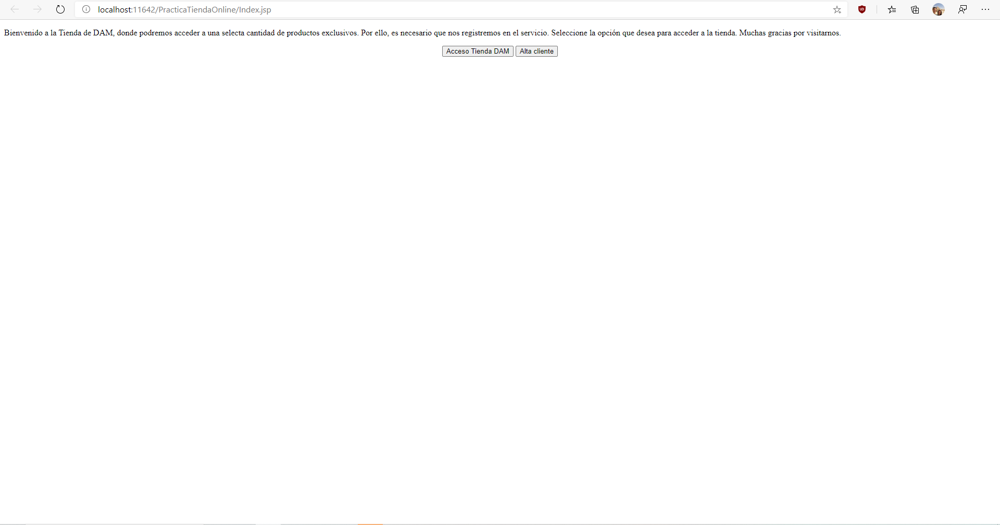 localhost:11642/PracticaTiendaOnline/Index.jsp
Bienvenido a la Tienda de DAM, donde podremos acceder a una selecta cantidad de productos exclusivos. Por ello, es necesario que nos registremos en el servicio. Seleccione la opción que desea para acceder a la tienda. Muchas gracias por visitarnos.
Acceso Tienda DAM Alta cliente